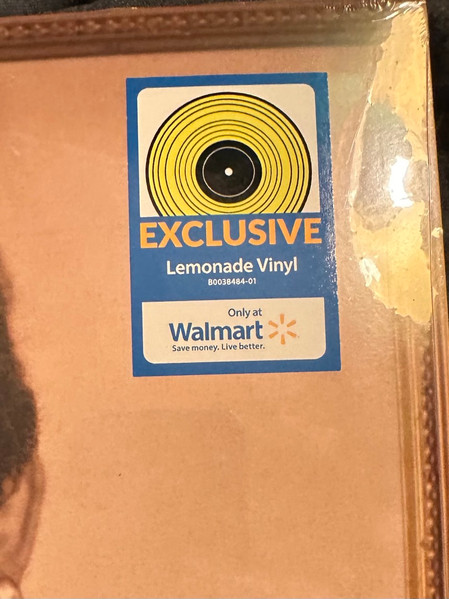 EXCLUSIVE
Lemonade Vinyl
B0038484-01
Only at
Walmart
Save money. Live better.